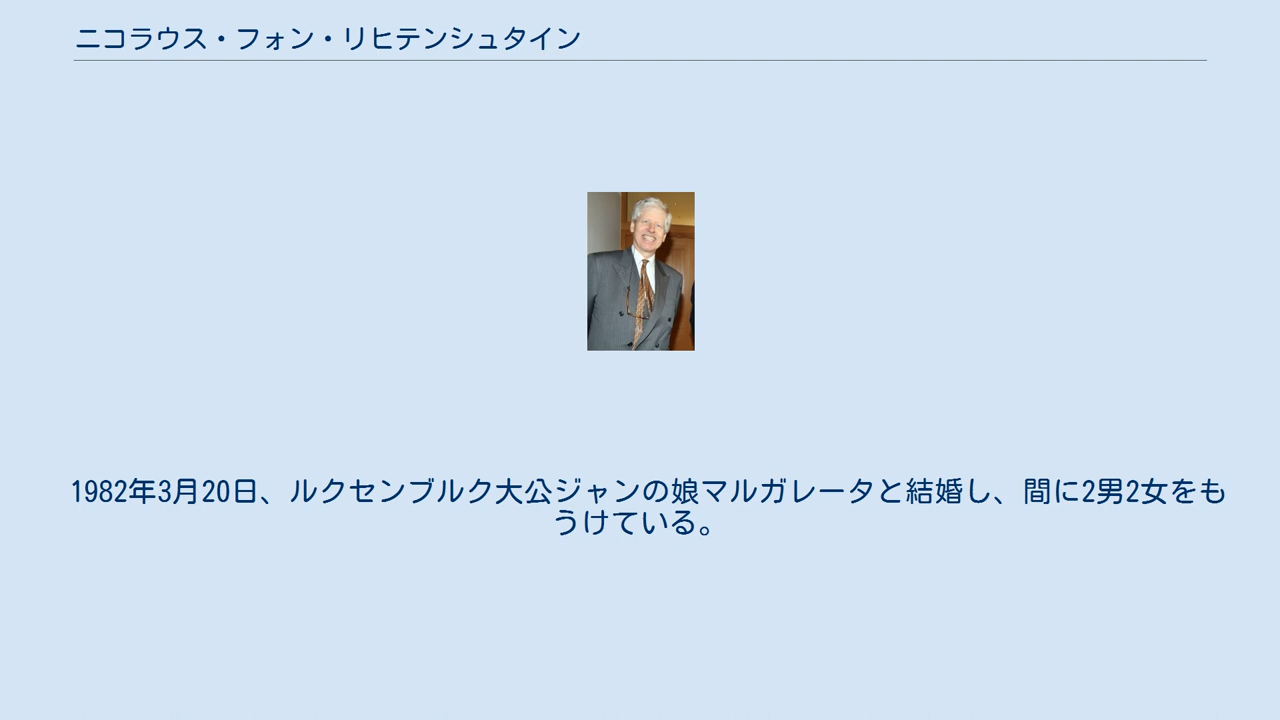 ニコラウス・フォン・リヒテンシュタイン
1982年3月20日、ルクセンブルク大公ジャンの娘マルガレータと結婚し、間に2男2女をも
うけている。